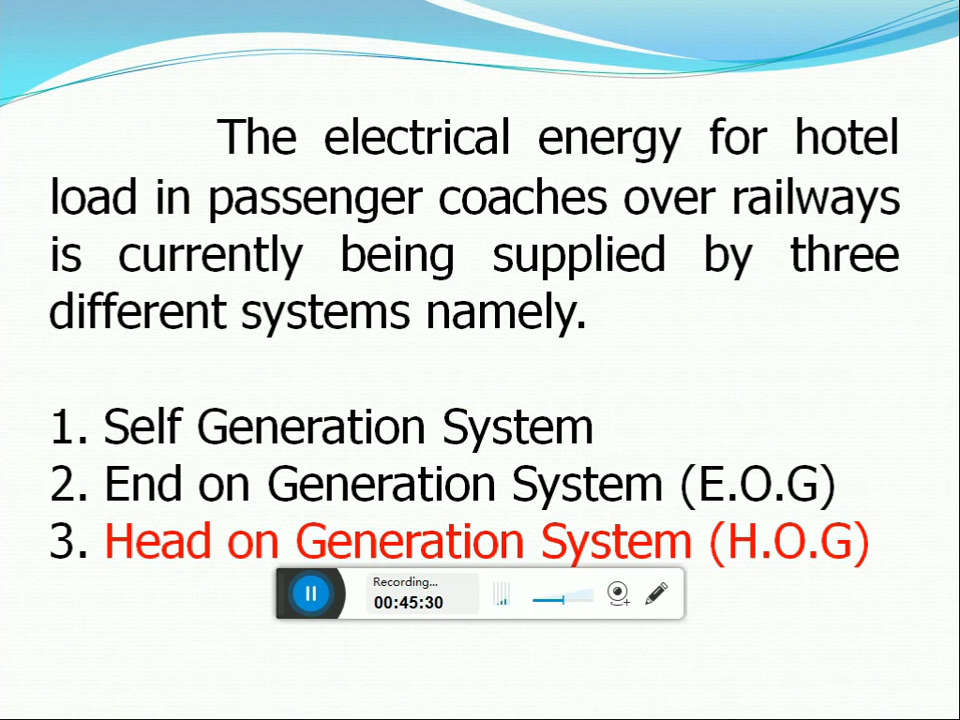 The electrical energy for hotel
load in passenger coaches over railways
is currently being supplied by three
different systems namely.
1. Self Generation System
2. End on Generation System (E.O.G)
3. Head on Generation System (H.O.G)
Recording...
00:45:30